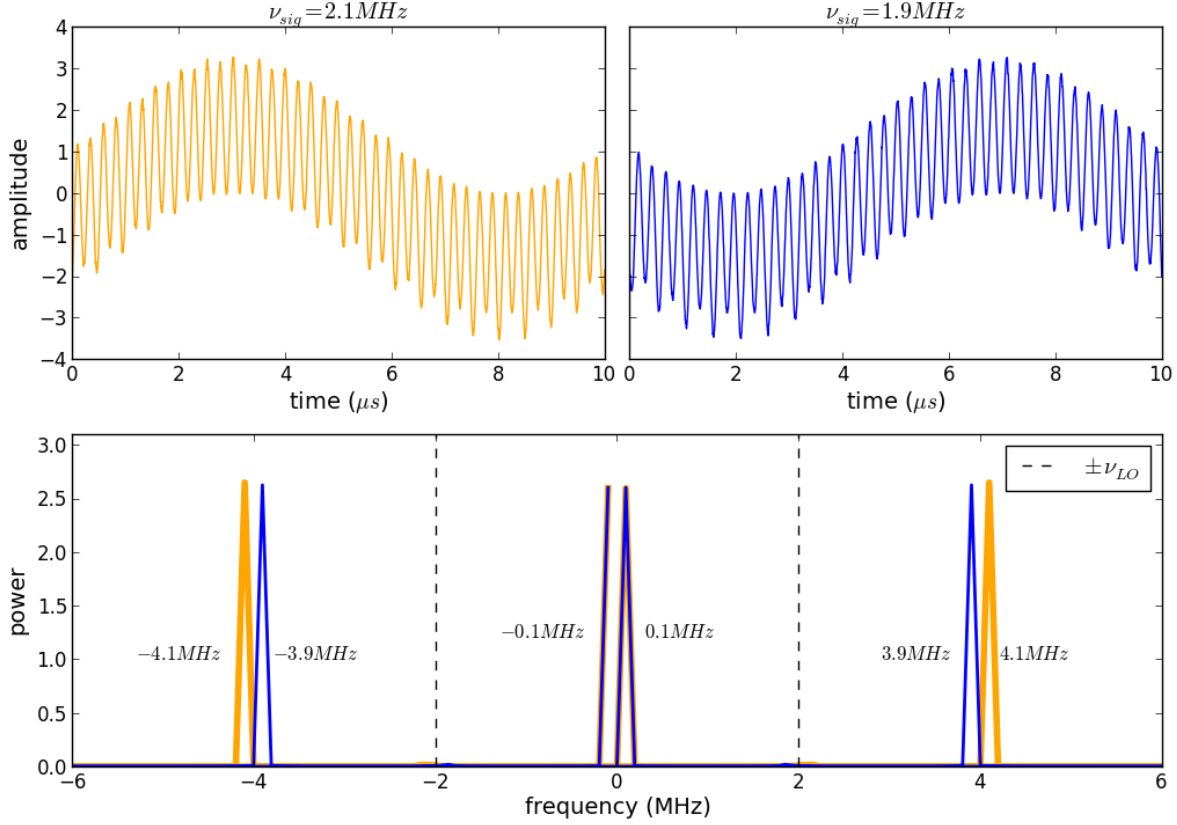 ν_sig=2.1MHz
ν_sig=1.9MHz
amplitude
4
3
2
1
0
−1
−2
−3
−4
0 2 4 6 8 10
0 2 4 6 8 10
time (μs)
time (μs)
power
3.0
2.5
2.0
1.5
1.0
0.5
0.0
±ν_LO
−0.1MHz 0.1MHz
−4.1MHz −3.9MHz 3.9MHz 4.1MHz
−6 −4 −2 0 2 4 6
frequency (MHz)